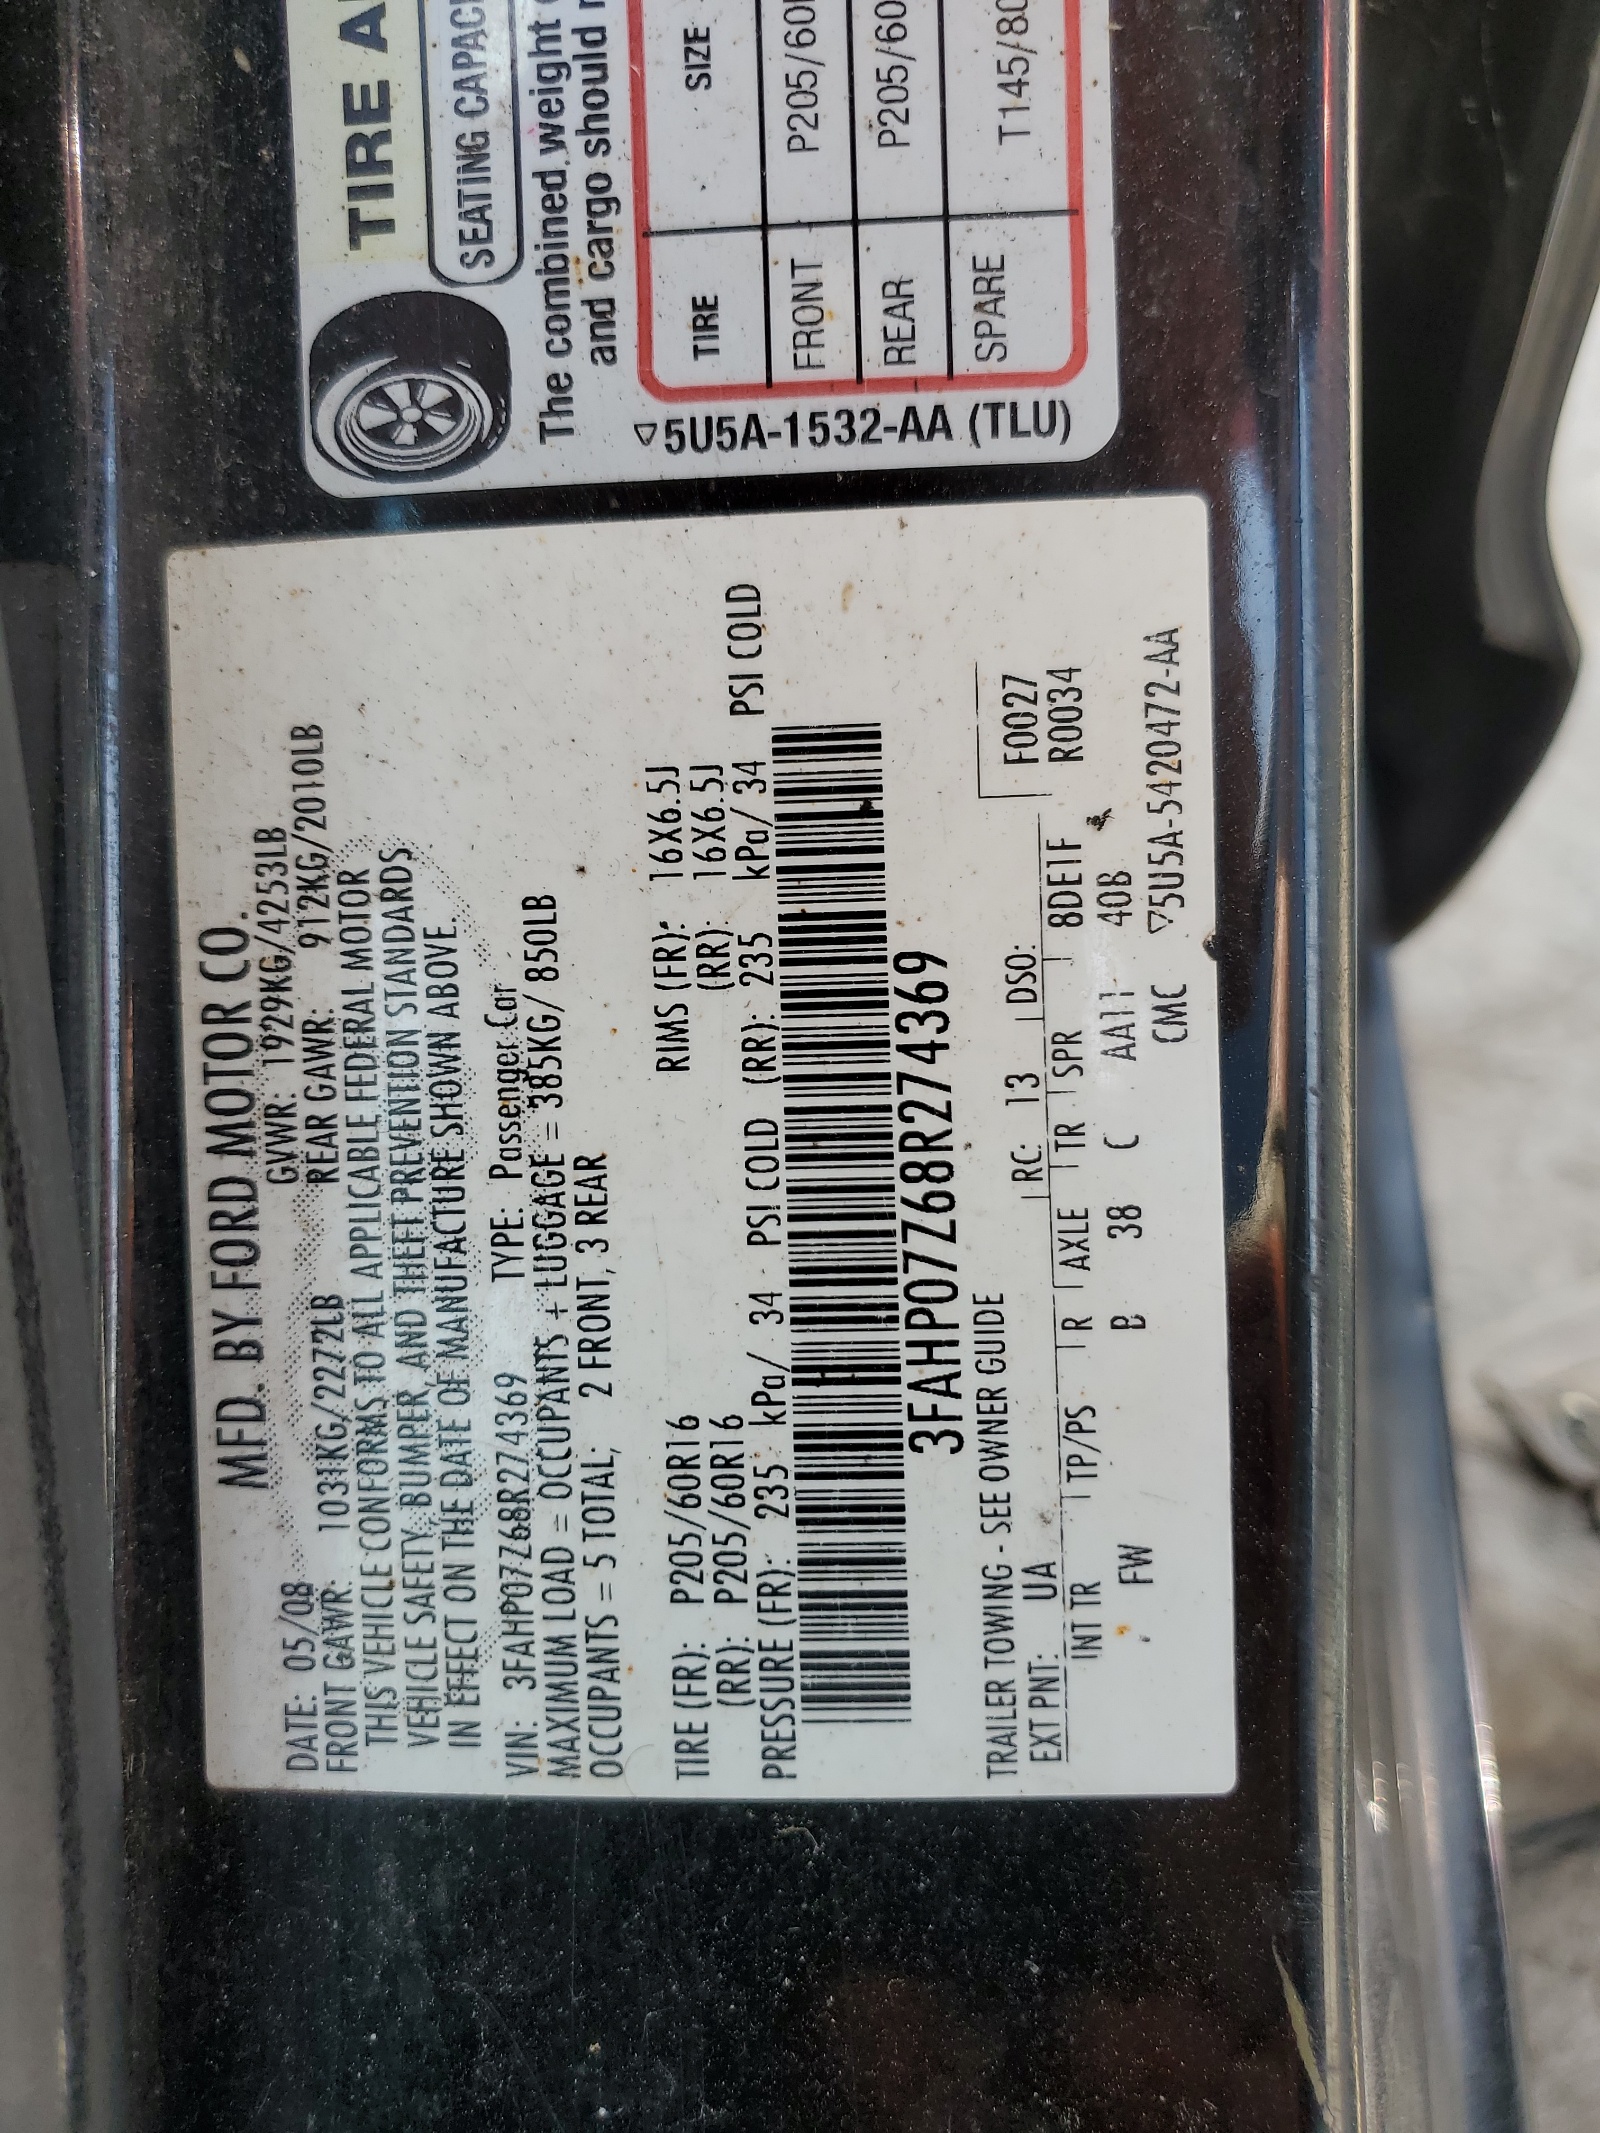 MFD. BY FORD MOTOR CO.
DATE: 05/08 GVWR: 1929KG/4253LB
FRONT GAWR: 1031KG/2272LB REAR GAWR: 912KG/2010LB
THIS VEHICLE CONFORMS TO ALL APPLICABLE FEDERAL MOTOR
VEHICLE SAFETY, BUMPER, AND THEFT PREVENTION STANDARDS
IN EFFECT ON THE DATE OF MANUFACTURE SHOWN ABOVE.
VIN: 3FAHP07Z68R274369 TYPE: Passenger Car
MAXIMUM LOAD = OCCUPANTS + LUGGAGE = 385KG/ 850LB
OCCUPANTS = 5 TOTAL; 2 FRONT, 3 REAR
TIRE (FR): P205/60R16 RIMS (FR): 16X6.5J
(RR): P205/60R16 (RR): 16X6.5J
PRESSURE (FR): 235 kPa/ 34 PSI COLD (RR): 235 kPa/ 34 PSI COLD
3FAHP07Z68R274369
TRAILER TOWING - SEE OWNER GUIDE
EXT PNT: UA RC: 13 DSO: F0027
R0034
INT TR TP/PS R AXLE TR SPR 8DE1F
FW B 38 C AA11 40B
CMC ▽5U5A-5420472-AA
TIRE A
SEATING CAPAC
The combined weight
and cargo should
TIRE SIZE
FRONT P205/60
REAR P205/60
SPARE T145/80
▽5U5A-1532-AA (TLU)